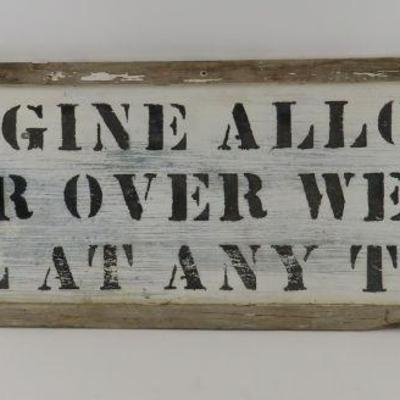 GINE ALLO
R OVER WE
AT ANY T